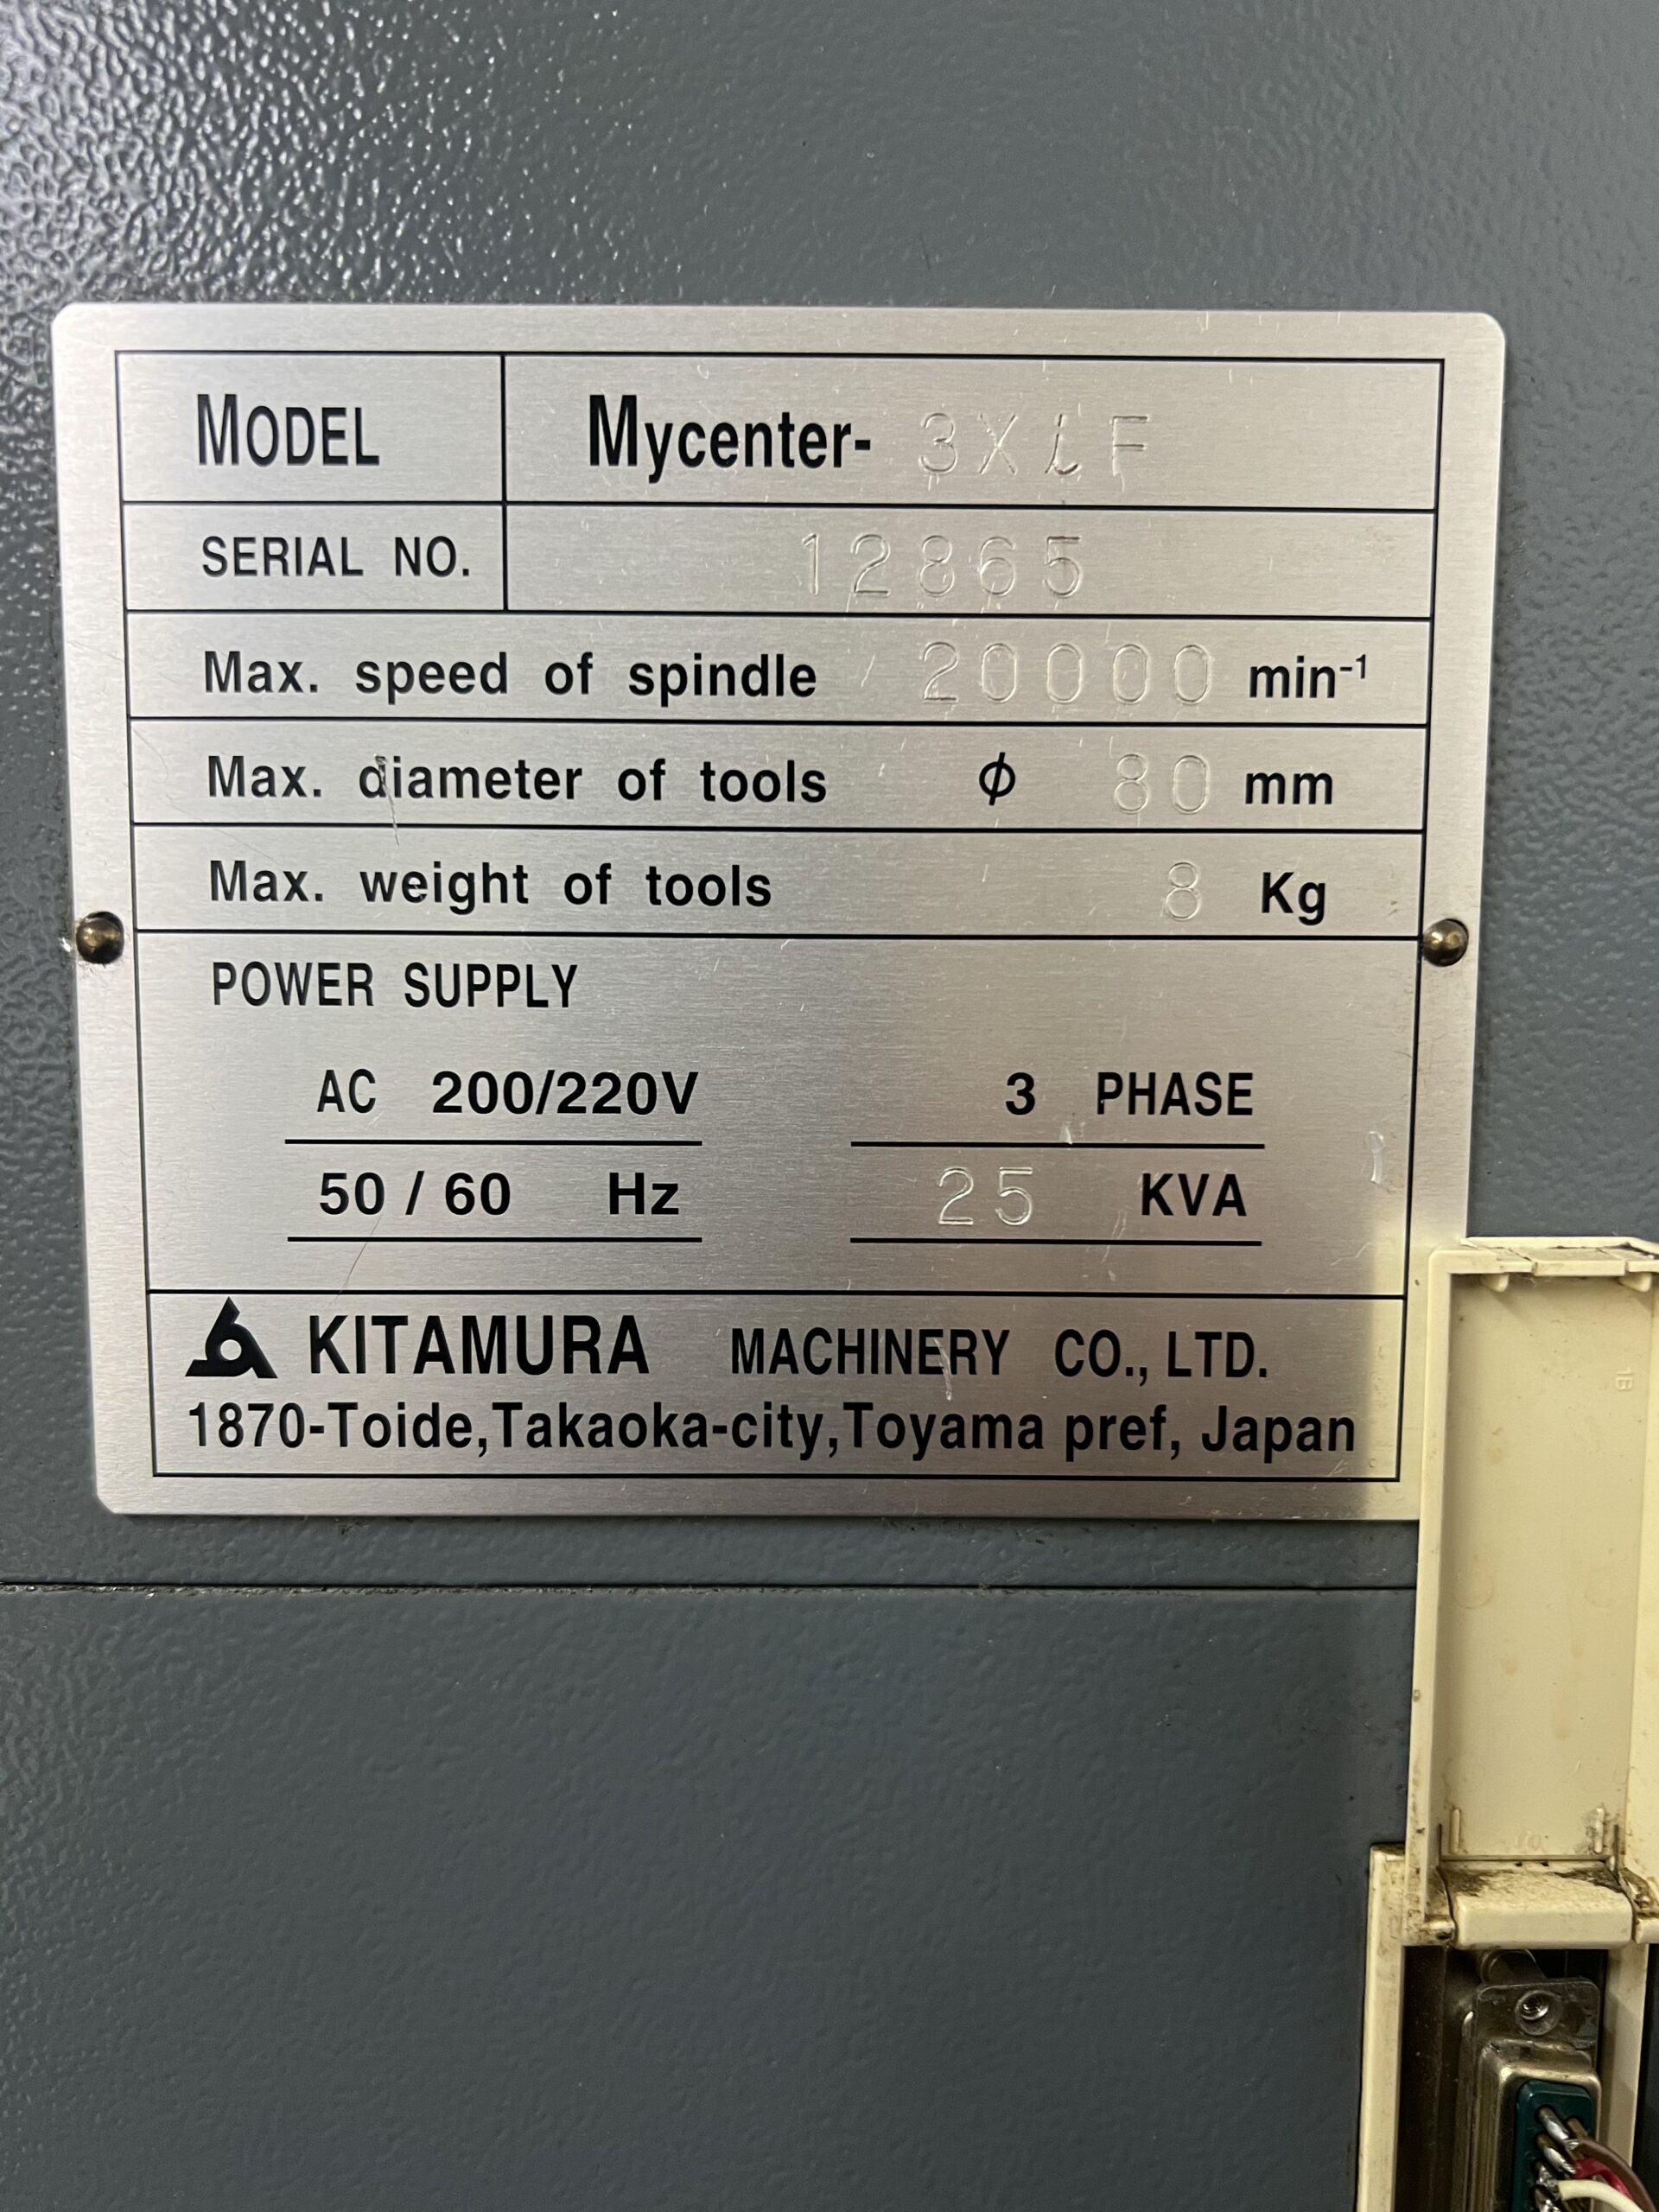 MODEL Mycenter- 3XiF
SERIAL NO. 12865
Max. speed of spindle 20000 min⁻¹
Max. diameter of tools ϕ 80 mm
Max. weight of tools 8 Kg
POWER SUPPLY
AC 200/220V 3 PHASE
50 / 60 Hz 25 KVA
KITAMURA MACHINERY CO., LTD.
1870-Toide,Takaoka-city,Toyama pref, Japan